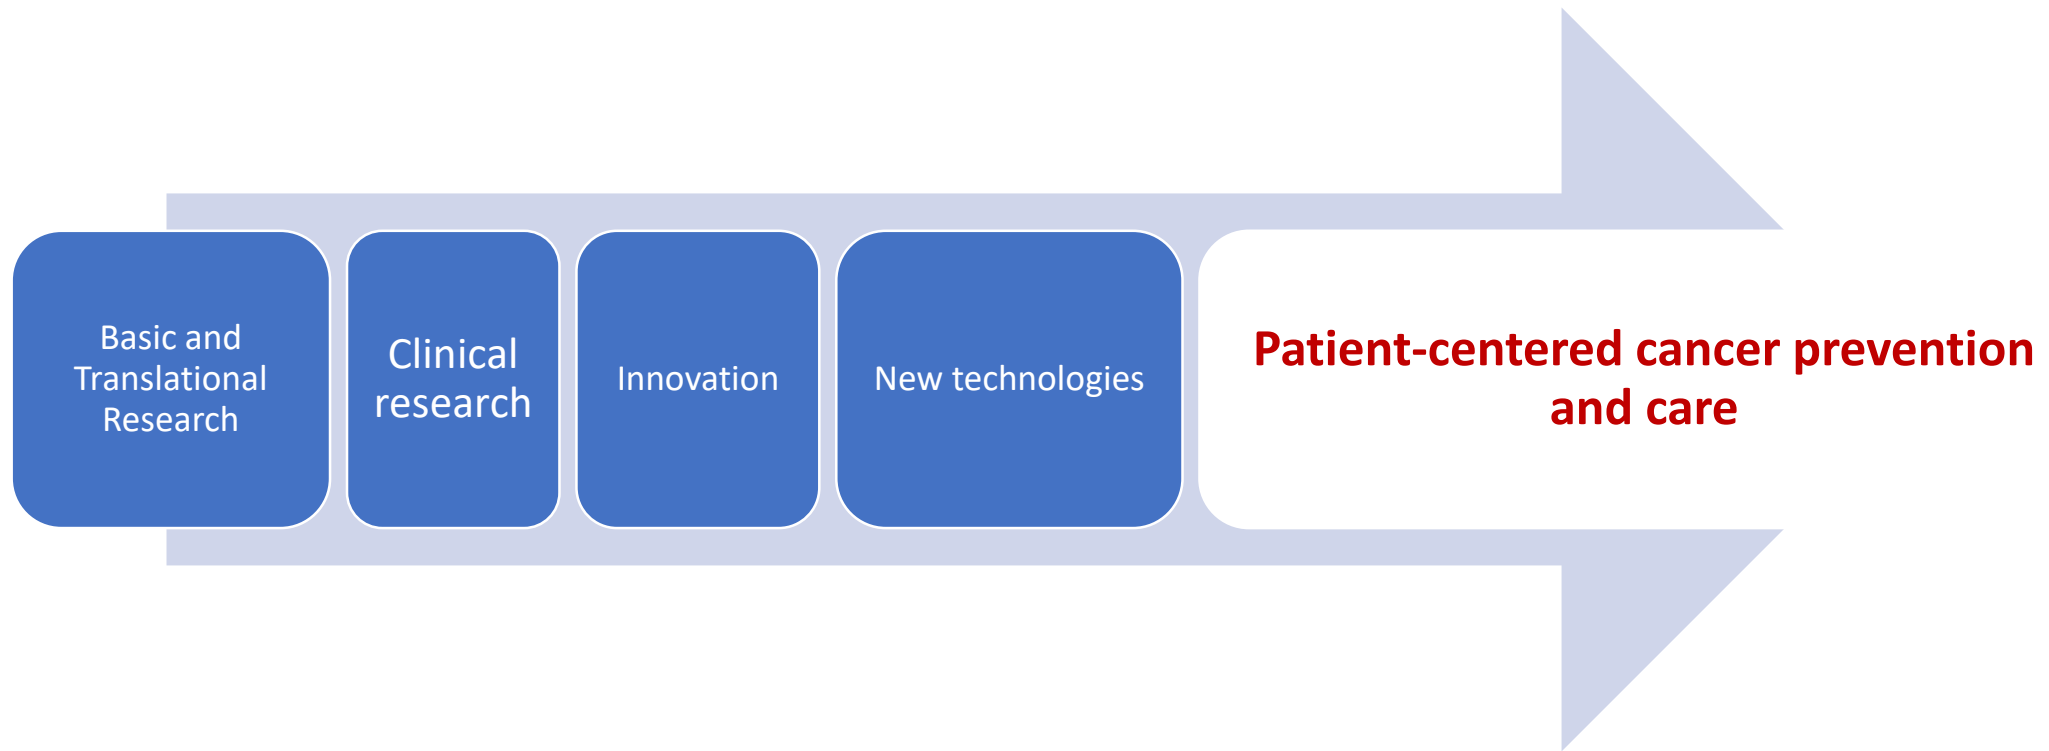 Basic and
Translational
Research
Clinical
research
Innovation
New technologies
Patient-centered cancer prevention
and care